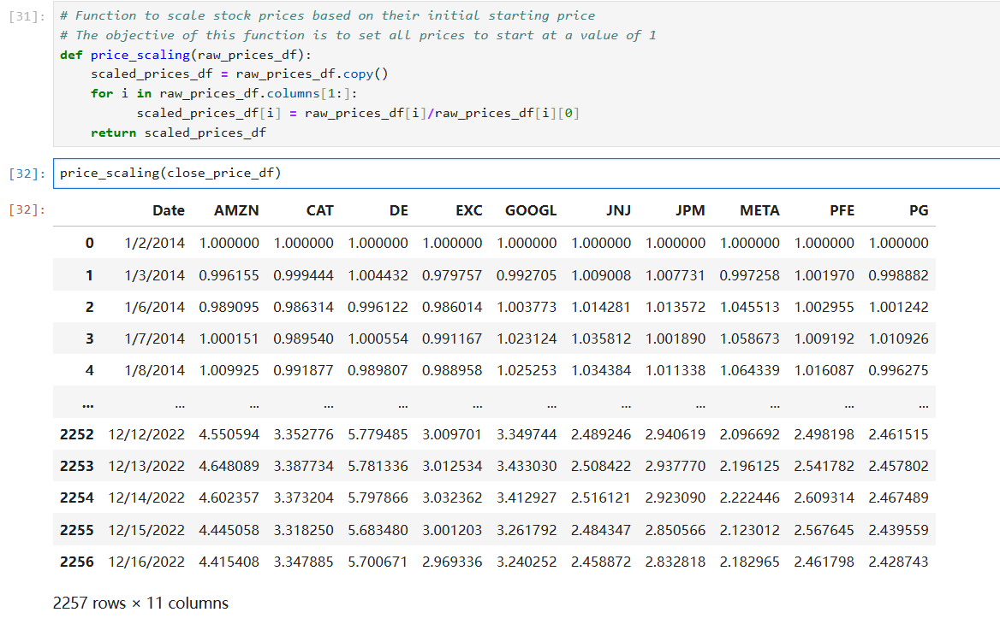 [31]: # Function to scale stock prices based on their initial starting price
# The objective of this function is to set all prices to start at a value of 1
def price_scaling(raw_prices_df):
    scaled_prices_df = raw_prices_df.copy()
    for i in raw_prices_df.columns[1:]:
          scaled_prices_df[i] = raw_prices_df[i]/raw_prices_df[i][0]
    return scaled_prices_df
[32]: price_scaling(close_price_df)
[32]: Date AMZN CAT DE EXC GOOGL JNJ JPM META PFE PG
0 1/2/2014 1.000000 1.000000 1.000000 1.000000 1.000000 1.000000 1.000000 1.000000 1.000000 1.000000
1 1/3/2014 0.996155 0.999444 1.004432 0.979757 0.992705 1.009008 1.007731 0.997258 1.001970 0.998882
2 1/6/2014 0.989095 0.986314 0.996122 0.986014 1.003773 1.014281 1.013572 1.045513 1.002955 1.001242
3 1/7/2014 1.000151 0.989540 1.000554 0.991167 1.023124 1.035812 1.001890 1.058673 1.009192 1.010926
4 1/8/2014 1.009925 0.991877 0.989807 0.988958 1.025253 1.034384 1.011338 1.064339 1.016087 0.996275
... ... ... ... ... ... ... ... ... ... ... ...
2252 12/12/2022 4.550594 3.352776 5.779485 3.009701 3.349744 2.489246 2.940619 2.096692 2.498198 2.461515
2253 12/13/2022 4.648089 3.387734 5.781336 3.012534 3.433030 2.508422 2.937770 2.196125 2.541782 2.457802
2254 12/14/2022 4.602357 3.373204 5.797866 3.032362 3.412927 2.516121 2.923090 2.222446 2.609314 2.467489
2255 12/15/2022 4.445058 3.318250 5.683480 3.001203 3.261792 2.484347 2.850566 2.123012 2.567645 2.439559
2256 12/16/2022 4.415408 3.347885 5.700671 2.969336 3.240252 2.458872 2.832818 2.182965 2.461798 2.428743
2257 rows × 11 columns